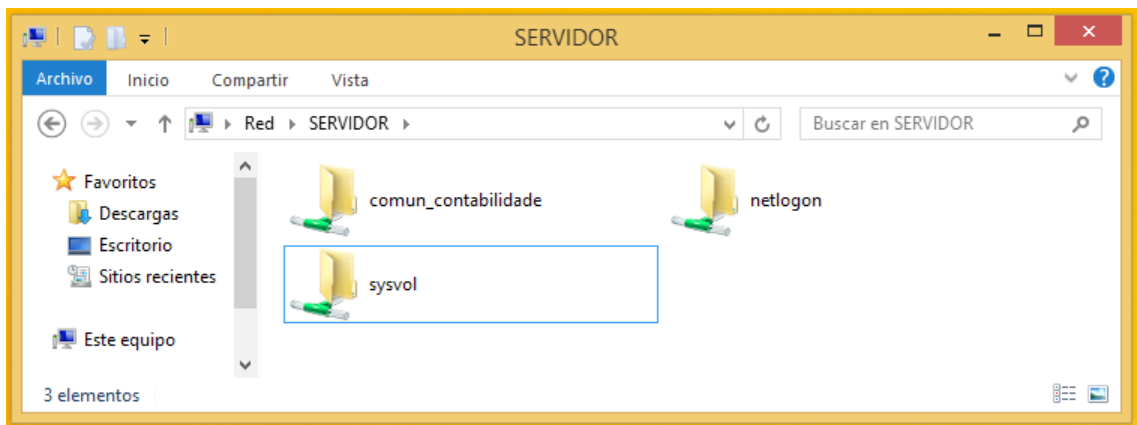 SERVIDOR
Archivo Inicio Compartir Vista
Red SERVIDOR Buscar en SERVIDOR
Favoritos
Descargas
Escritorio
Sitios recientes
Este equipo
comun_contabilidade
netlogon
sysvol
3 elementos